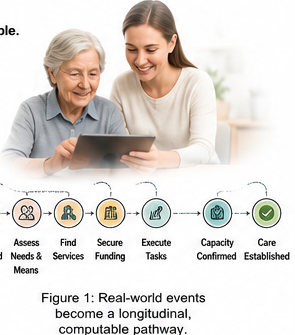 ble.
d
Assess Needs & Means
Find Services
Secure Funding
Execute Tasks
Capacity Confirmed
Care Established
Figure 1: Real-world events
become a longitudinal,
computable pathway.